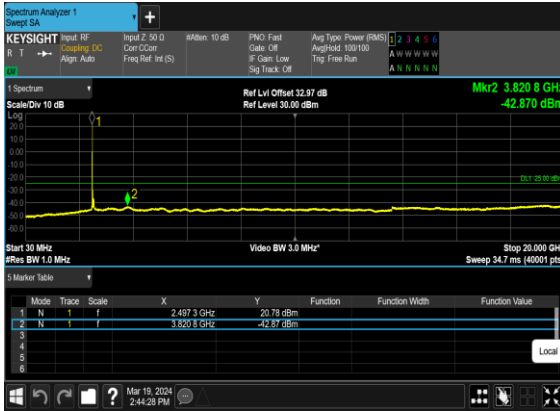 Spectrum Analyzer 1
Swept SA
+
KEYSIGHT
R T
Input: RF
Coupling: DC
Align: Auto
Input Z: 50 Ω
Corr CCorr
Freq Ref: Int (S)
#Atten: 10 dB
PNO: Fast
Gate: Off
IF Gain: Low
Sig Track: Off
Avg Type: Power (RMS)
Avg|Hold: 100/100
Trig: Free Run
1 2 3 4 5 6
A W W W W W
A N N N N N
1 Spectrum
Scale/Div 10 dB
Ref Lvl Offset 32.97 dB
Ref Level 30.00 dBm
Mkr2 3.820 8 GHz
-42.870 dBm
Log
20.0
10.0
0.00
-10.0
-20.0
-30.0
-40.0
-50.0
-60.0
1
2
Start 30 MHz
#Res BW 1.0 MHz
Video BW 3.0 MHz*
Stop 20.000 GHz
Sweep 34.7 ms (40001 pts
5 Marker Table
Mode Trace Scale X Y Function Function Width Function Value
1 N 1 f 2.497 3 GHz 20.78 dBm
2 N 1 f 3.820 8 GHz -42.87 dBm
3
4
5
6
Local
?
Mar 19, 2024
2:44:28 PM